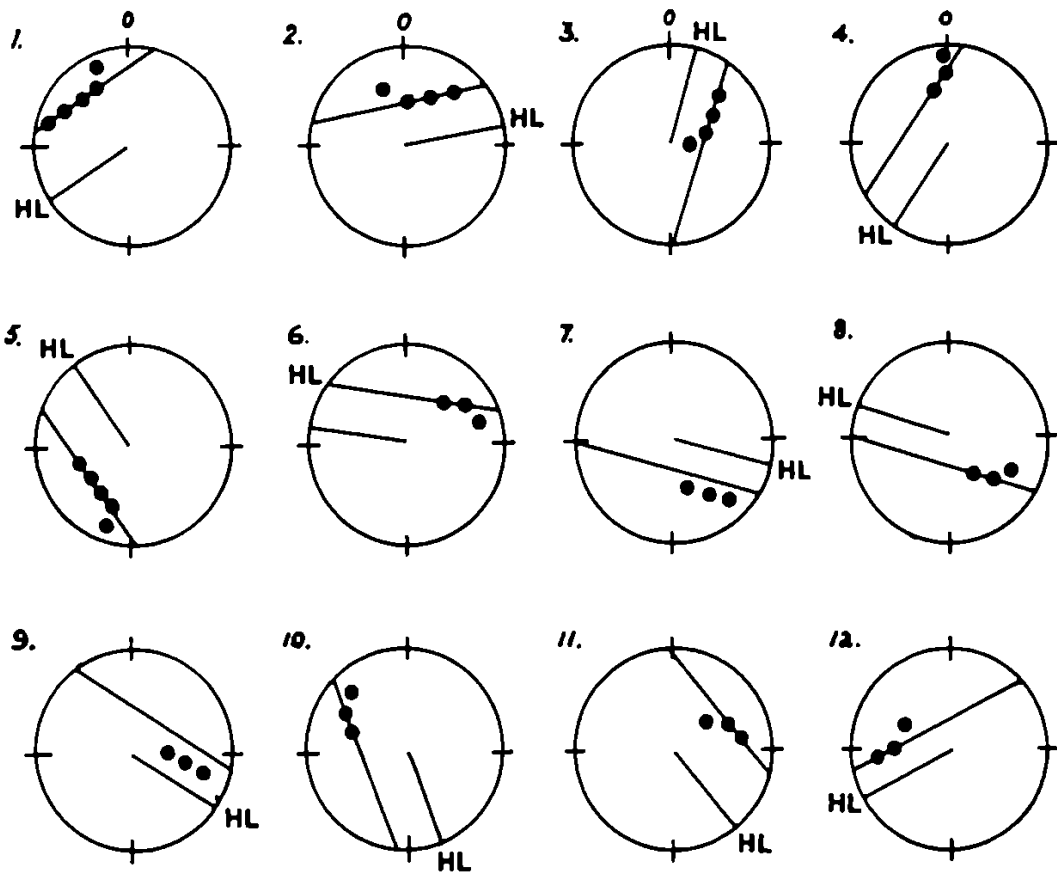 1. 0 HL
2. 0 HL
3. 0 HL
4. 0 HL
5. HL
6. HL
7. HL
8. HL
9. HL
10. HL
11. HL
12. HL